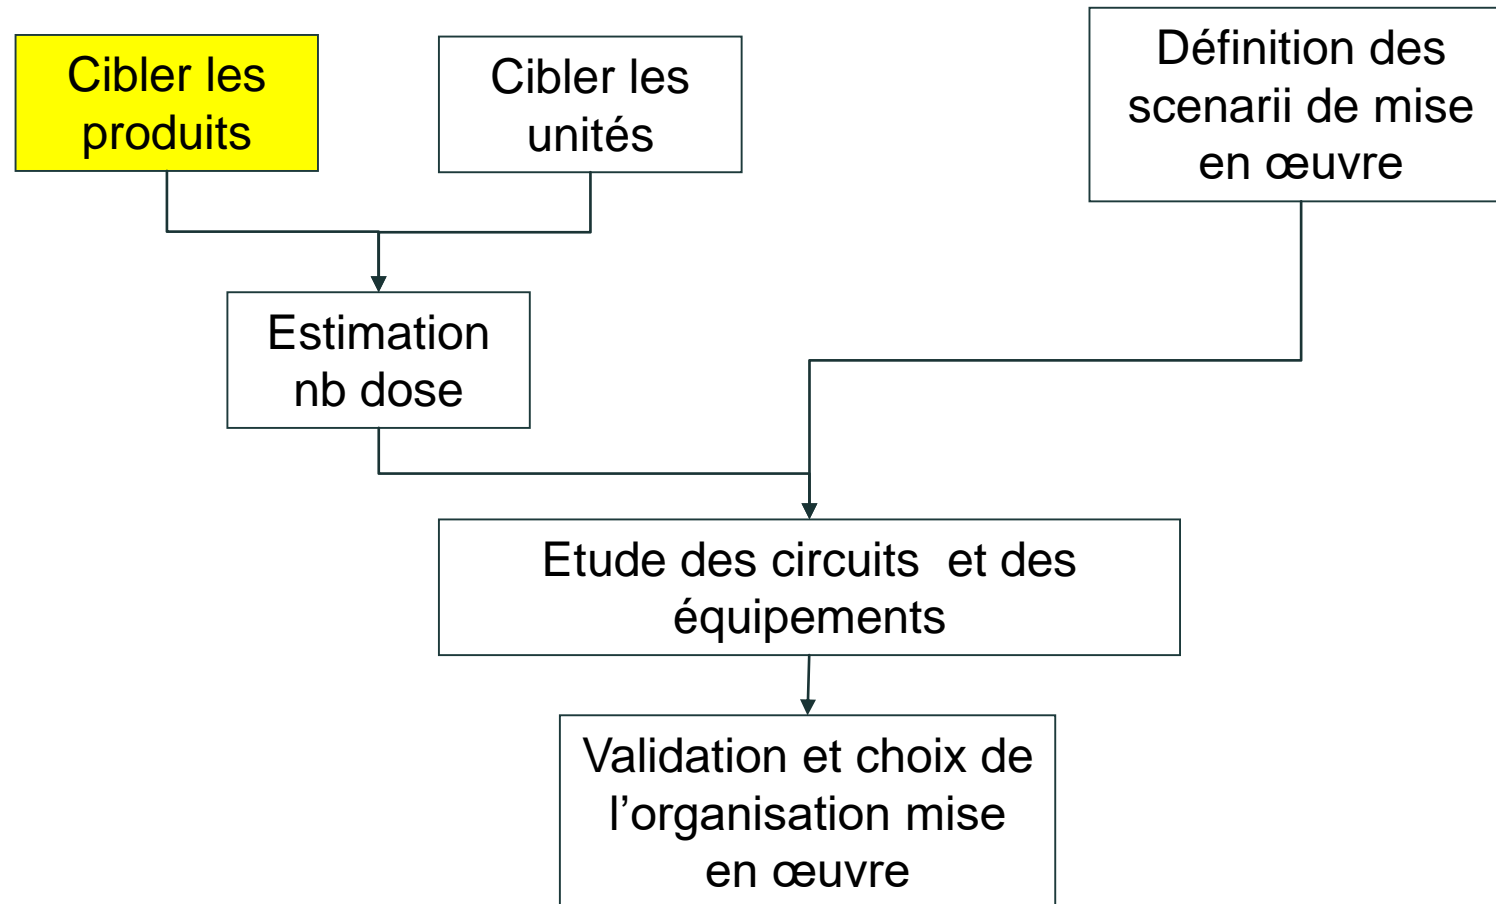 Cibler les
produits
Cibler les
unités
Définition des
scenarii de mise
en œuvre
Estimation
nb dose
Etude des circuits  et des
équipements
Validation et choix de
l’organisation mise
en œuvre